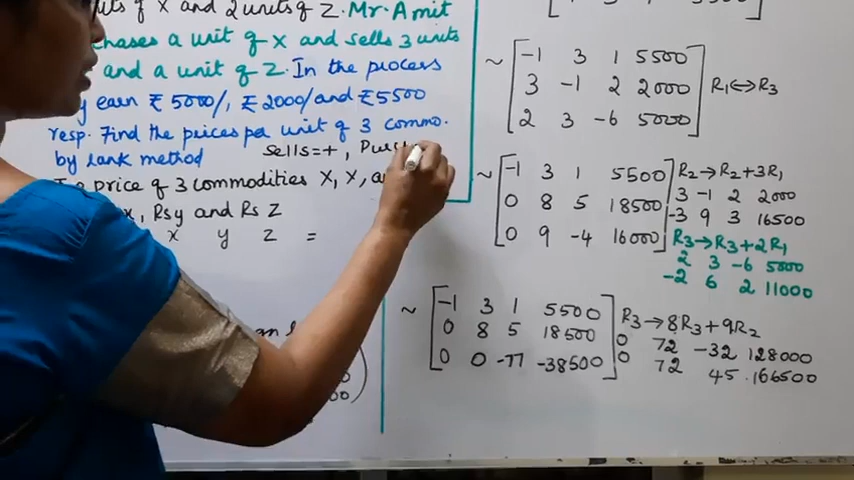 of X and 2 units of Z. Mr. Amit
a unit of X and sells 3 units
and a unit of Z. In the process
earn ₹ 5000/, ₹ 2000/ and ₹ 5500
resp. Find the prices per unit of 3 commo.
by rank method
Sells = +,
price of 3 commodities X, Y,
x, Rs y and Rs Z
x y z =
~ [ -1 3 1 5500 ]
3 -1 2 2000 R1 <-> R3
2 3 -6 5000
~ [ -1 3 1 5500 ] R2 → R2 + 3R1
0 8 5 18500 3 -1 2 2000
0 9 -4 16000 -3 9 3 16500
R3 → R3 + 2R1
2 3 -6 5000
-2 6 2 11000
~ [ -1 3 1 5500 ] R3 → 8R3 + 9R2
0 8 5 18500 0 72 -32 128000
0 0 -77 -38500 0 72 45 166500